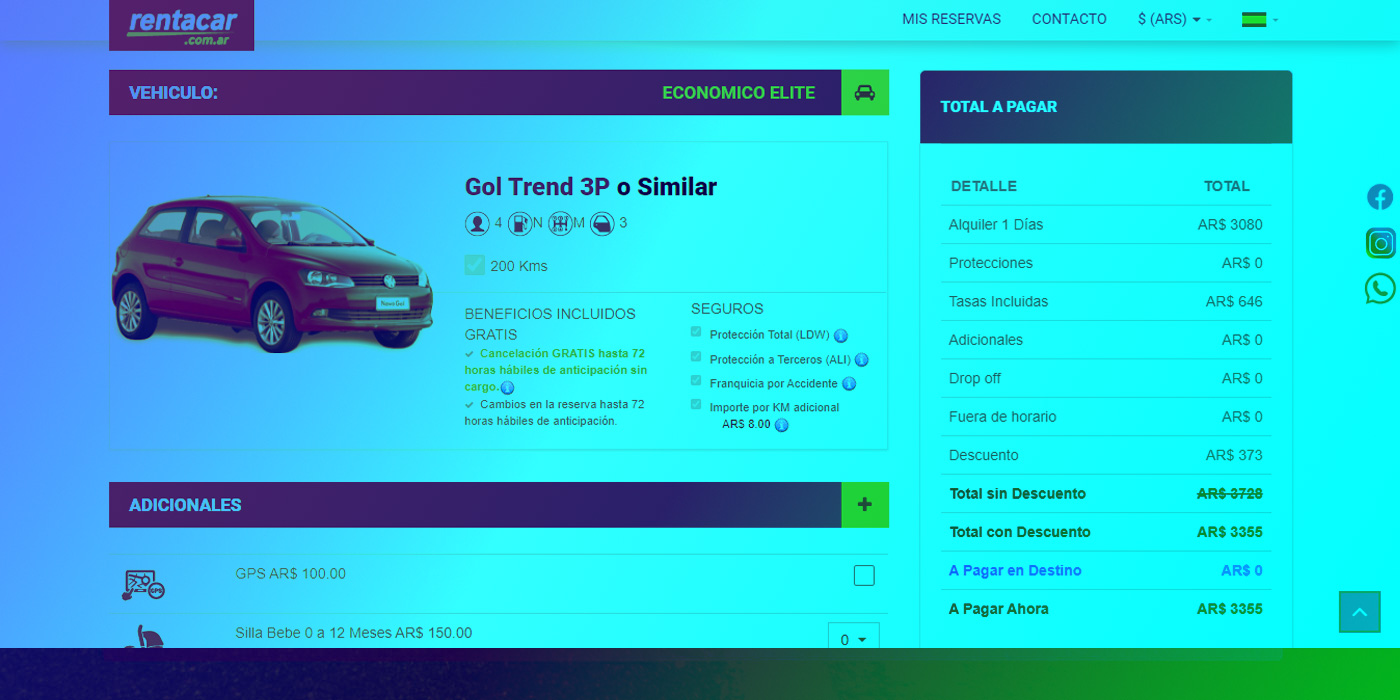 rentacar
.com.ar
MIS RESERVAS
CONTACTO
$ (ARS)
VEHICULO:
ECONOMICO ELITE
Gol Trend 3P o Similar
4 N M 3
200 Kms
BENEFICIOS INCLUIDOS
GRATIS
Cancelación GRATIS hasta 72
horas hábiles de anticipación sin
cargo.
Cambios en la reserva hasta 72
horas hábiles de anticipación.
SEGUROS
Protección Total (LDW)
Protección a Terceros (ALI)
Franquicia por Accidente
Importe por KM adicional
ARS$ 8.00
Novo Gol
ADICIONALES
GPS AR$ 100.00
GPS
Silla Bebe 0 a 12 Meses AR$ 150.00
0
TOTAL A PAGAR
DETALLE TOTAL
Alquiler 1 Días AR$ 3080
Protecciones AR$ 0
Tasas Incluidas AR$ 646
Adicionales AR$ 0
Drop off AR$ 0
Fuera de horario AR$ 0
Descuento AR$ 373
Total sin Descuento AR$ 3728
Total con Descuento AR$ 3355
A Pagar en Destino AR$ 0
A Pagar Ahora AR$ 3355